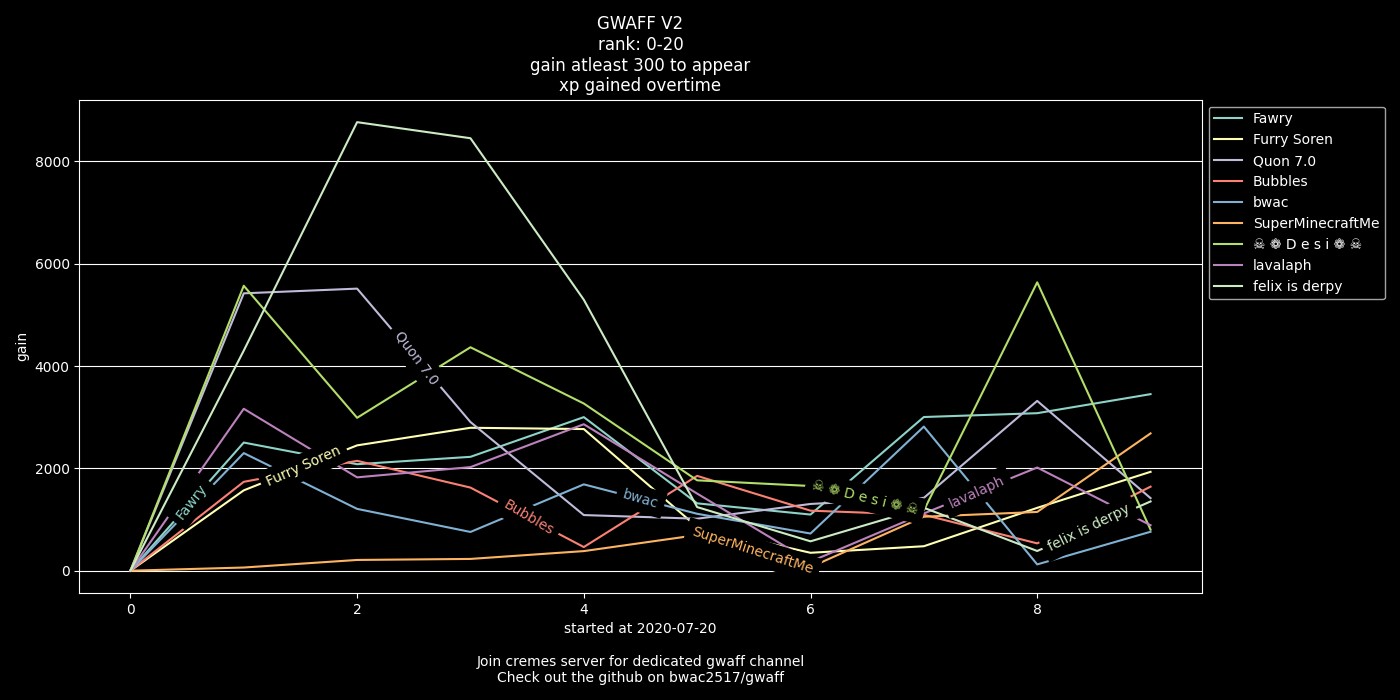 GWAFF V2
rank: 0-20
gain atleast 300 to appear
xp gained overtime
gain
8000
6000
4000
2000
0
0
2
4
6
8
started at 2020-07-20
Join cremes server for dedicated gwaff channel
Check out the github on bwac2517/gwaff
Fawry
Furry Soren
Quon 7.0
Bubbles
bwac
SuperMinecraftMe
☠ ❁ D e s i ❁ ☠
lavalaph
felix is derpy
Fawry
Furry Soren
Quon 7.0
Bubbles
bwac
SuperMinecraftMe
☠ ❁ D e s i ❁ ☠
lavalaph
felix is derpy